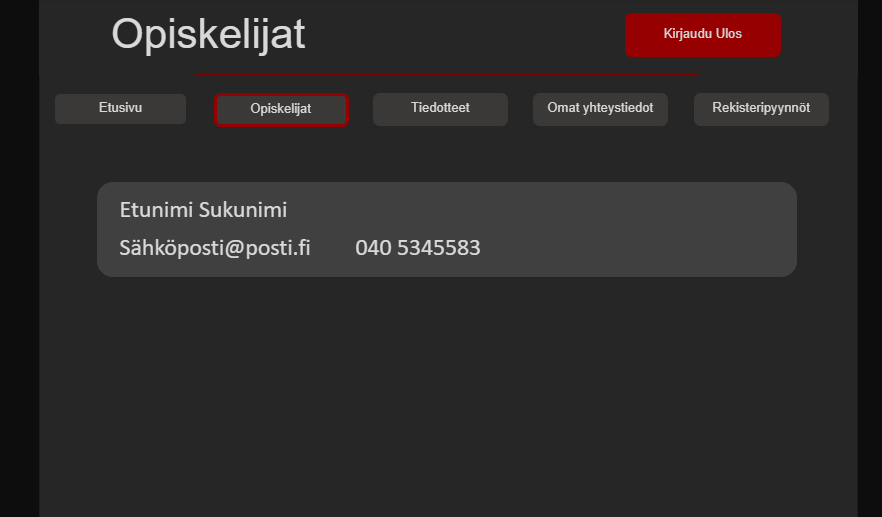 Opiskelijat
Kirjaudu Ulos
Etusivu
Opiskelijat
Tiedotteet
Omat yhteystiedot
Rekisteripyynnöt
Etunimi Sukunimi
Sähköposti@posti.fi 040 5345583